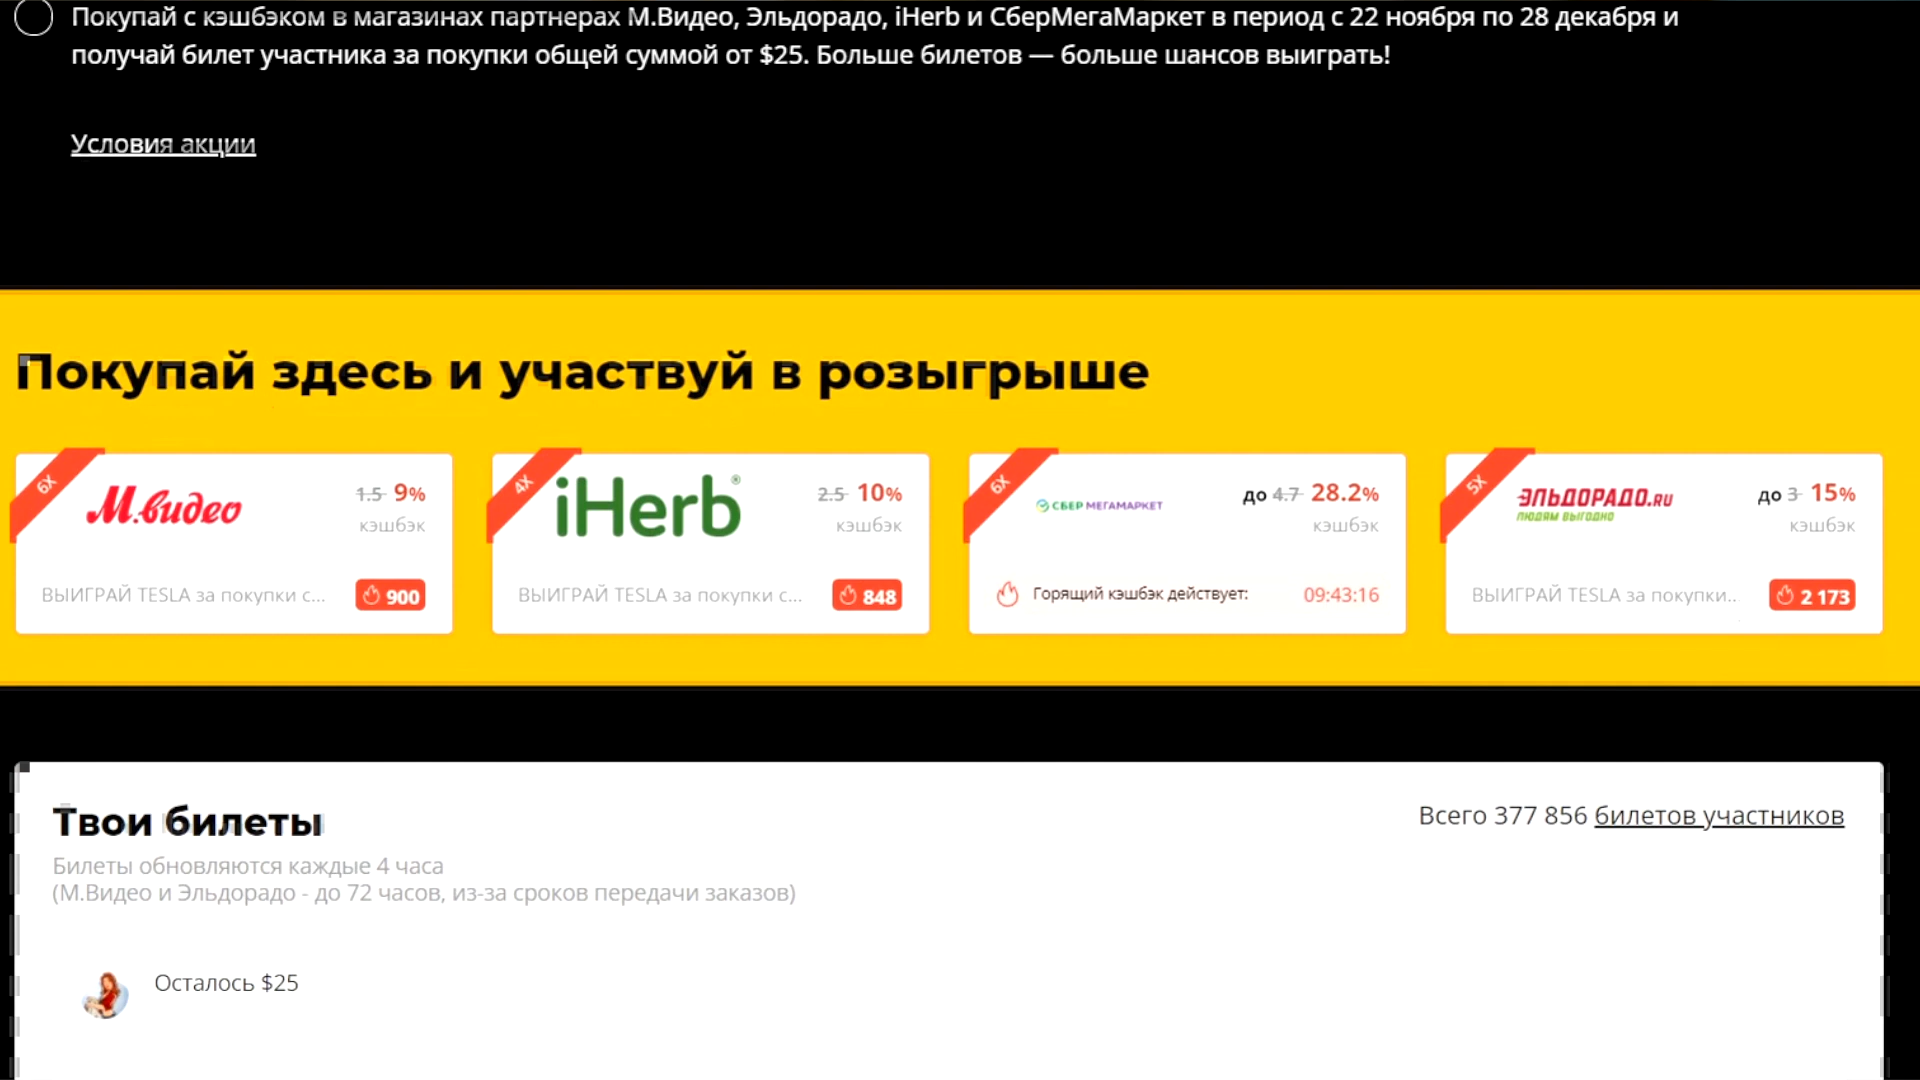 Покупай с кэшбэком в магазинах партнерах М.Видео, Эльдорадо, iHerb и СберМегаМаркет в период с 22 ноября по 28 декабря и
получай билет участника за покупки общей суммой от $25. Больше билетов — больше шансов выиграть!
Условия акции
Покупай здесь и участвуй в розыгрыше
6X
М.видео
1.5 9%
кэшбэк
ВЫИГРАЙ TESLA за покупки с...
900
4X
iHerb®
2.5 10%
кэшбэк
ВЫИГРАЙ TESLA за покупки с...
848
6X
СБЕР МЕГАМАРКЕТ
до 4.7 28.2%
кэшбэк
Горящий кэшбэк действует: 09:43:16
5X
ЭЛЬДОРАДО.RU
людям выгодно
до 3 15%
кэшбэк
ВЫИГРАЙ TESLA за покупки...
2 173
Твои билеты
Всего 377 856 билетов участников
Билеты обновляются каждые 4 часа
(М.Видео и Эльдорадо - до 72 часов, из-за сроков передачи заказов)
Осталось $25